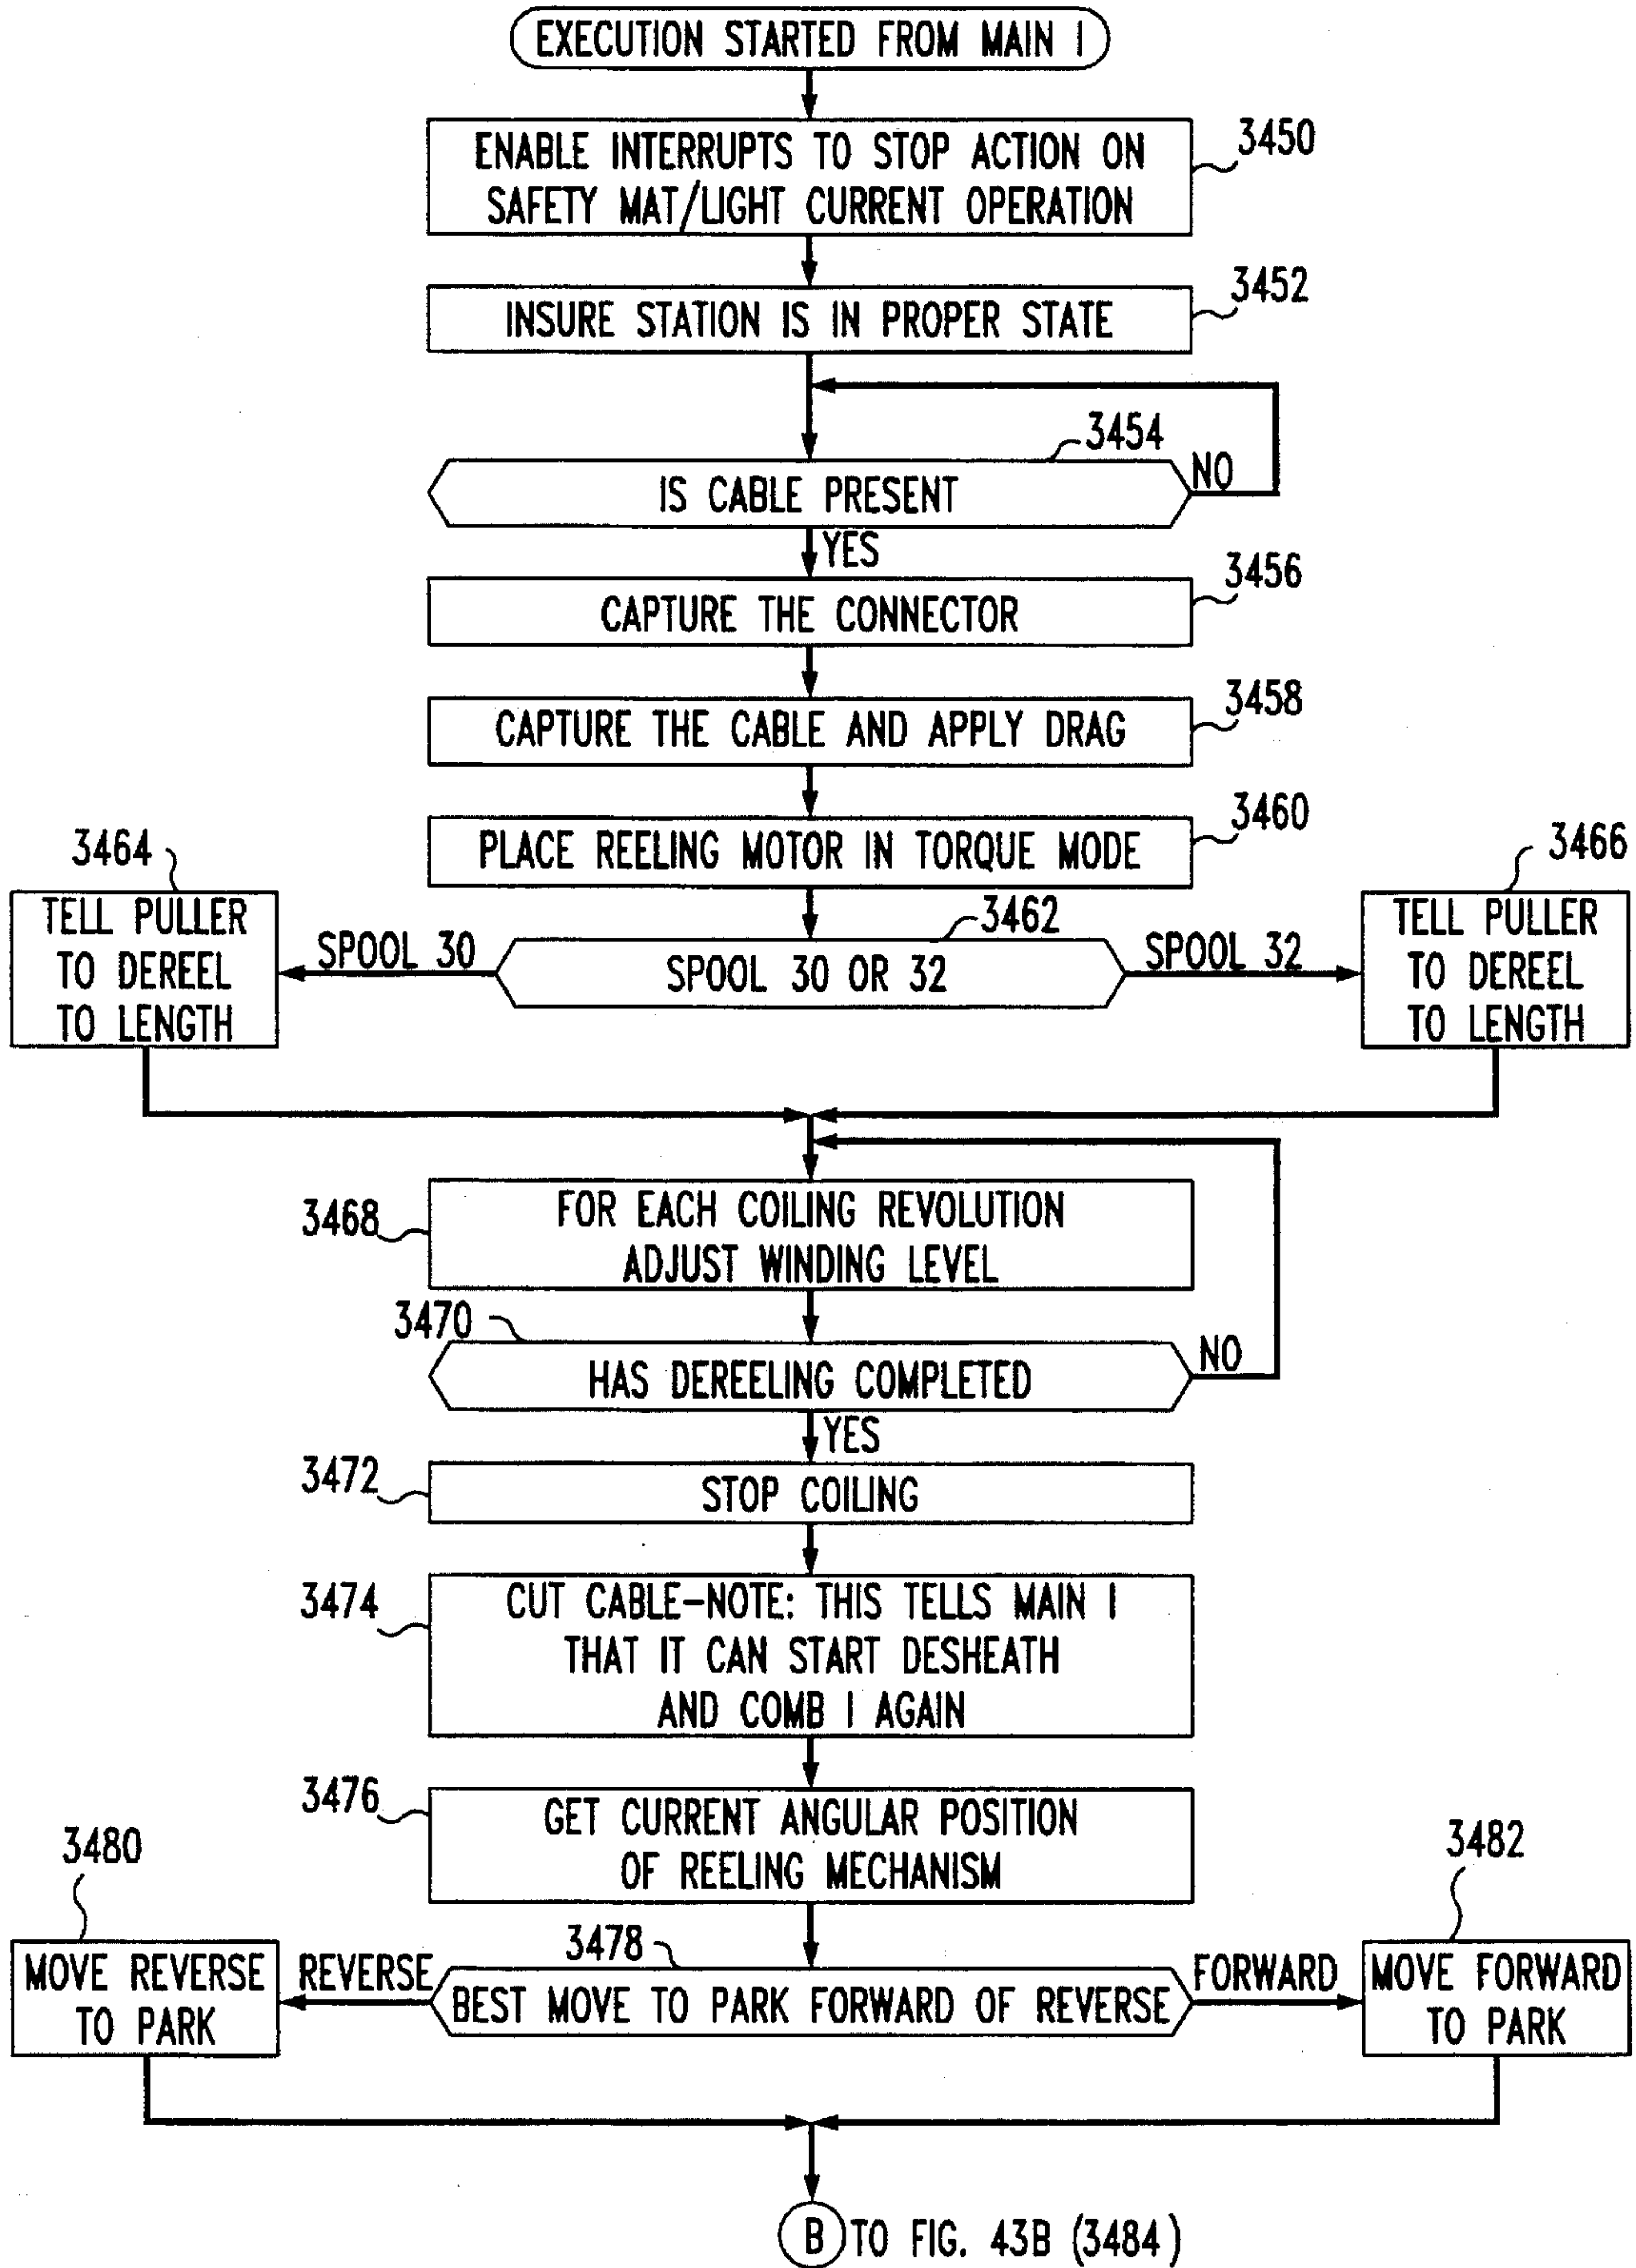 EXECUTION STARTED FROM MAIN I
ENABLE INTERRUPTS TO STOP ACTION ON
SAFETY MAT/LIGHT CURRENT OPERATION
3450
INSURE STATION IS IN PROPER STATE
3452
3454
IS CABLE PRESENT
NO
YES
CAPTURE THE CONNECTOR
3456
CAPTURE THE CABLE AND APPLY DRAG
3458
PLACE REELING MOTOR IN TORQUE MODE
3460
3464
TELL PULLER
TO DEREEL
TO LENGTH
SPOOL 30
3462
SPOOL 30 OR 32
SPOOL 32
3466
TELL PULLER
TO DEREEL
TO LENGTH
3468
FOR EACH COILING REVOLUTION
ADJUST WINDING LEVEL
3470
HAS DEREELING COMPLETED
NO
YES
3472
STOP COILING
3474
CUT CABLE-NOTE: THIS TELLS MAIN I
THAT IT CAN START DESHEATH
AND COMB I AGAIN
3476
GET CURRENT ANGULAR POSITION
OF REELING MECHANISM
3480
MOVE REVERSE
TO PARK
REVERSE
3478
BEST MOVE TO PARK FORWARD OF REVERSE
FORWARD
3482
MOVE FORWARD
TO PARK
B TO FIG. 43B (3484)